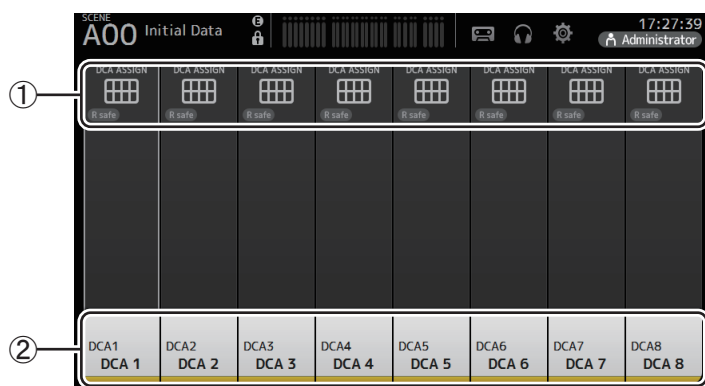 SCENE
A00 Initial Data
E
17:27:39
Administrator
①
DCA ASSIGN DCA ASSIGN DCA ASSIGN DCA ASSIGN DCA ASSIGN DCA ASSIGN DCA ASSIGN DCA ASSIGN
R safe R safe R safe R safe R safe R safe R safe R safe
②
DCA1 DCA2 DCA3 DCA4 DCA5 DCA6 DCA7 DCA8
DCA 1 DCA 2 DCA 3 DCA 4 DCA 5 DCA 6 DCA 7 DCA 8